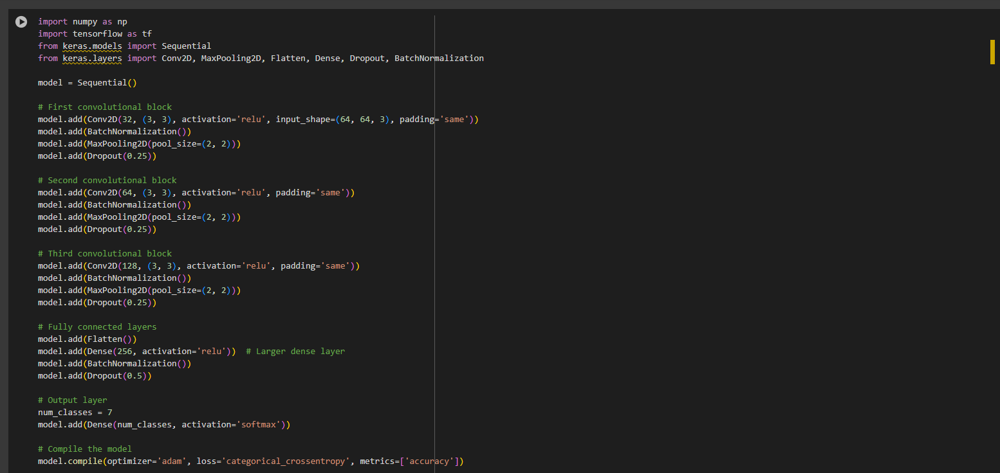 import numpy as np
import tensorflow as tf
from keras.models import Sequential
from keras.layers import Conv2D, MaxPooling2D, Flatten, Dense, Dropout, BatchNormalization
model = Sequential()
# First convolutional block
model.add(Conv2D(32, (3, 3), activation='relu', input_shape=(64, 64, 3), padding='same'))
model.add(BatchNormalization())
model.add(MaxPooling2D(pool_size=(2, 2)))
model.add(Dropout(0.25))
# Second convolutional block
model.add(Conv2D(64, (3, 3), activation='relu', padding='same'))
model.add(BatchNormalization())
model.add(MaxPooling2D(pool_size=(2, 2)))
model.add(Dropout(0.25))
# Third convolutional block
model.add(Conv2D(128, (3, 3), activation='relu', padding='same'))
model.add(BatchNormalization())
model.add(MaxPooling2D(pool_size=(2, 2)))
model.add(Dropout(0.25))
# Fully connected layers
model.add(Flatten())
model.add(Dense(256, activation='relu'))  # Larger dense layer
model.add(BatchNormalization())
model.add(Dropout(0.5))
# Output layer
num_classes = 7
model.add(Dense(num_classes, activation='softmax'))
# Compile the model
model.compile(optimizer='adam', loss='categorical_crossentropy', metrics=['accuracy'])